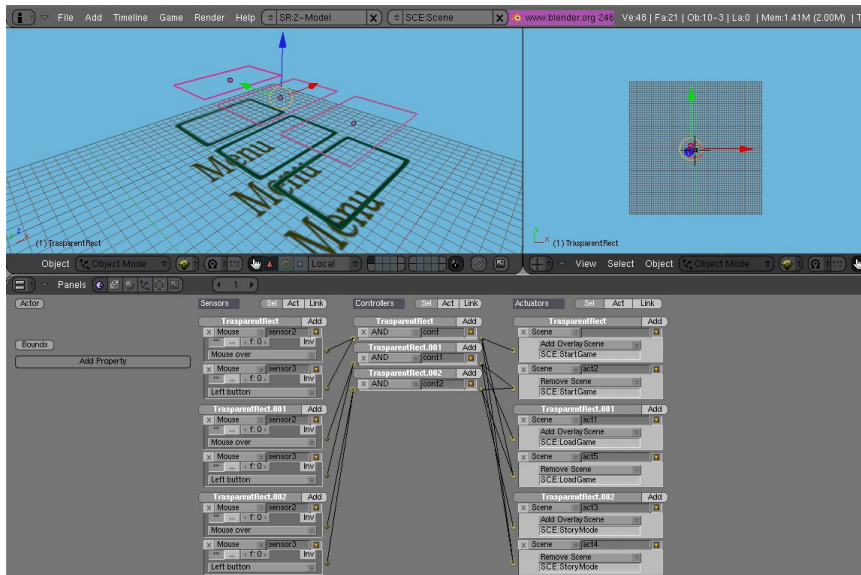 File Add Timeline Game Render Help SR:2-Model X SCE:Scene X www.blender.org 246 Ve:48 | Fa:21 | Ob:10-3 | La:0 | Mem:1.41M (2.00M) | T
Menu
Menu
Menu
z x
(1) TrasparentRect
Y X
(1) TrasparentRect
Object Object Mode Local
View Select Object Object Mode
Panels 1
Actor
Bounds
Add Property
Sensors Sel Act Link
TrasparentRect Add
X Mouse sensor2
f: 0 Inv
Mouse over
X Mouse sensor3
f: 0 Inv
Left button
TrasparentRect.001 Add
X Mouse sensor2
f: 0 Inv
Mouse over
X Mouse sensor3
f: 0 Inv
Left button
TrasparentRect.002 Add
X Mouse sensor2
f: 0 Inv
Mouse over
X Mouse sensor3
f: 0 Inv
Left button
Controllers Sel Act Link
TrasparentRect Add
X AND cont
TrasparentRect.001 Add
X AND cont1
TrasparentRect.002 Add
X AND cont2
Actuators Sel Act Link
TrasparentRect Add
X Scene
Add OverlayScene
SCE:StartGame
X Scene act2
Remove Scene
SCE:StartGame
TrasparentRect.001 Add
X Scene act1
Add OverlayScene
SCE:LoadGame
X Scene act5
Remove Scene
SCE:LoadGame
TrasparentRect.002 Add
X Scene act3
Add OverlayScene
SCE:StoryMode
X Scene act4
Remove Scene
SCE:StoryMode